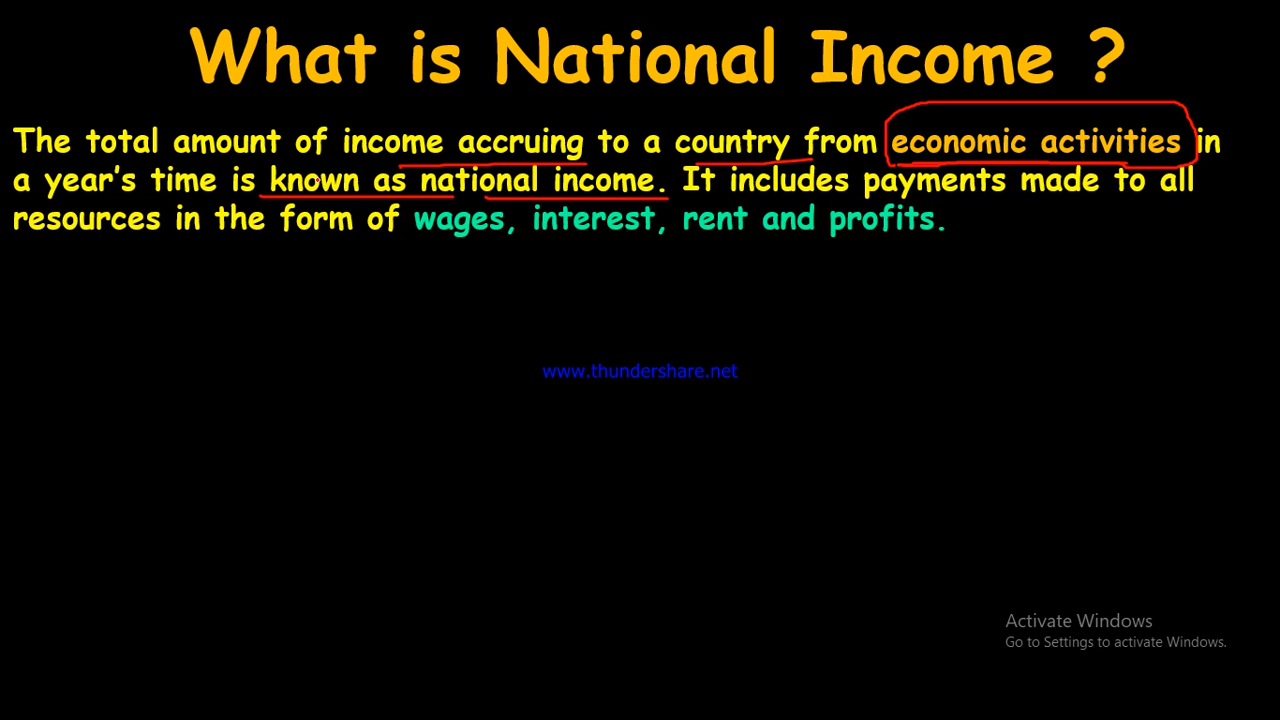 What is National Income ?
The total amount of income accruing to a country from economic activities in
a year's time is known as national income. It includes payments made to all
resources in the form of wages, interest, rent and profits.
www.thundershare.net
Activate Windows
Go to Settings to activate Windows.